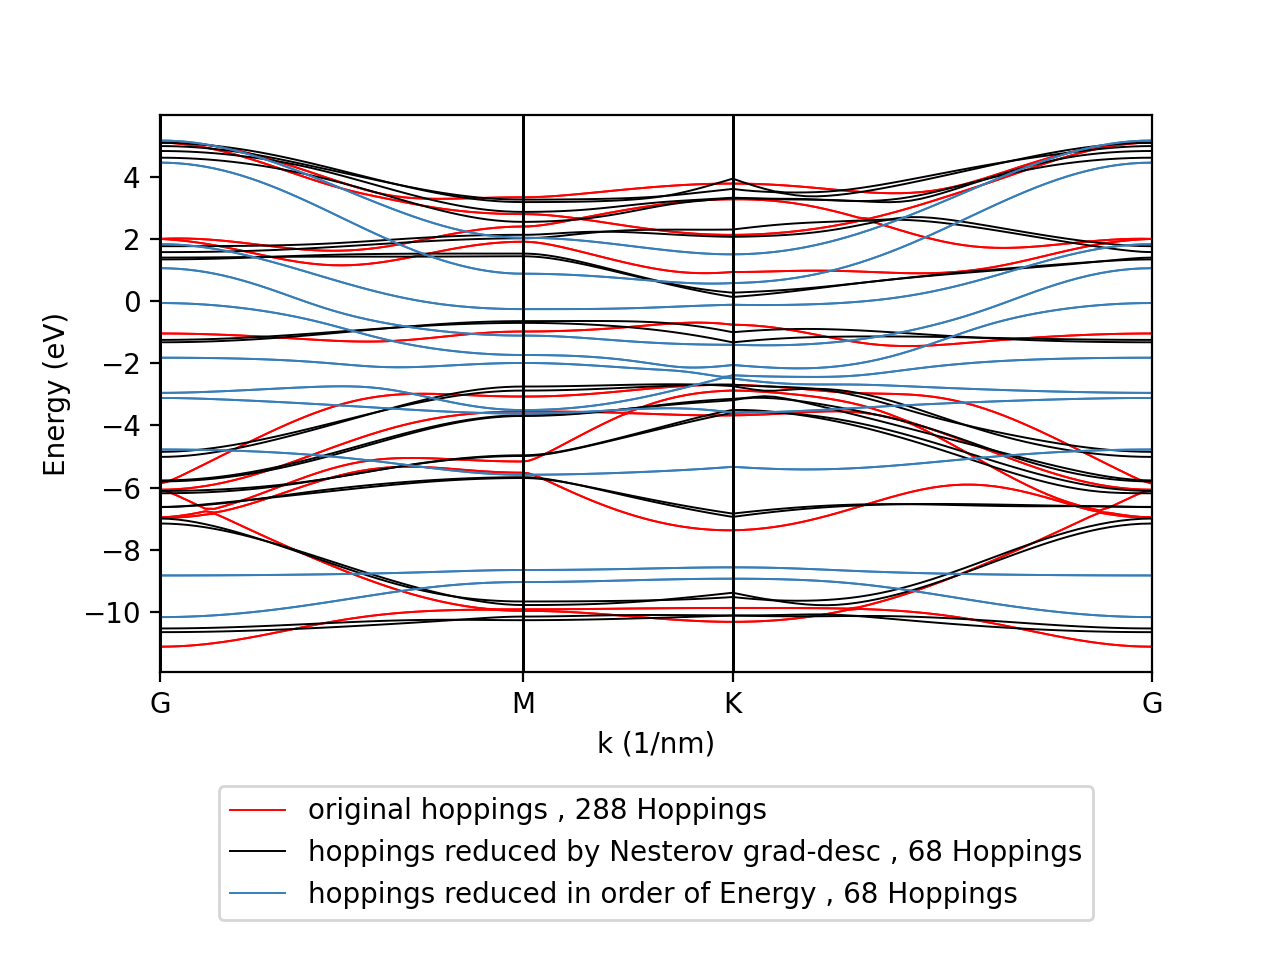 4
2
0
−2
−4
−6
−8
−10
Energy (eV)
G
M
K
G
k (1/nm)
original hoppings , 288 Hoppings
hoppings reduced by Nesterov grad-desc , 68 Hoppings
hoppings reduced in order of Energy , 68 Hoppings